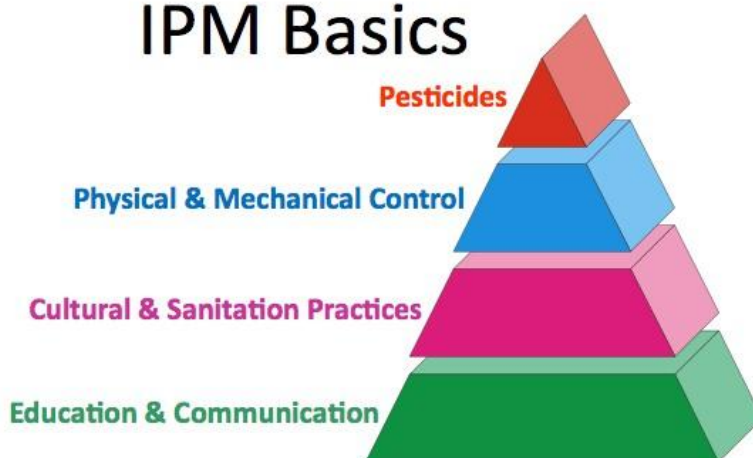 IPM Basics
Pesticides
Physical & Mechanical Control
Cultural & Sanitation Practices
Education & Communication